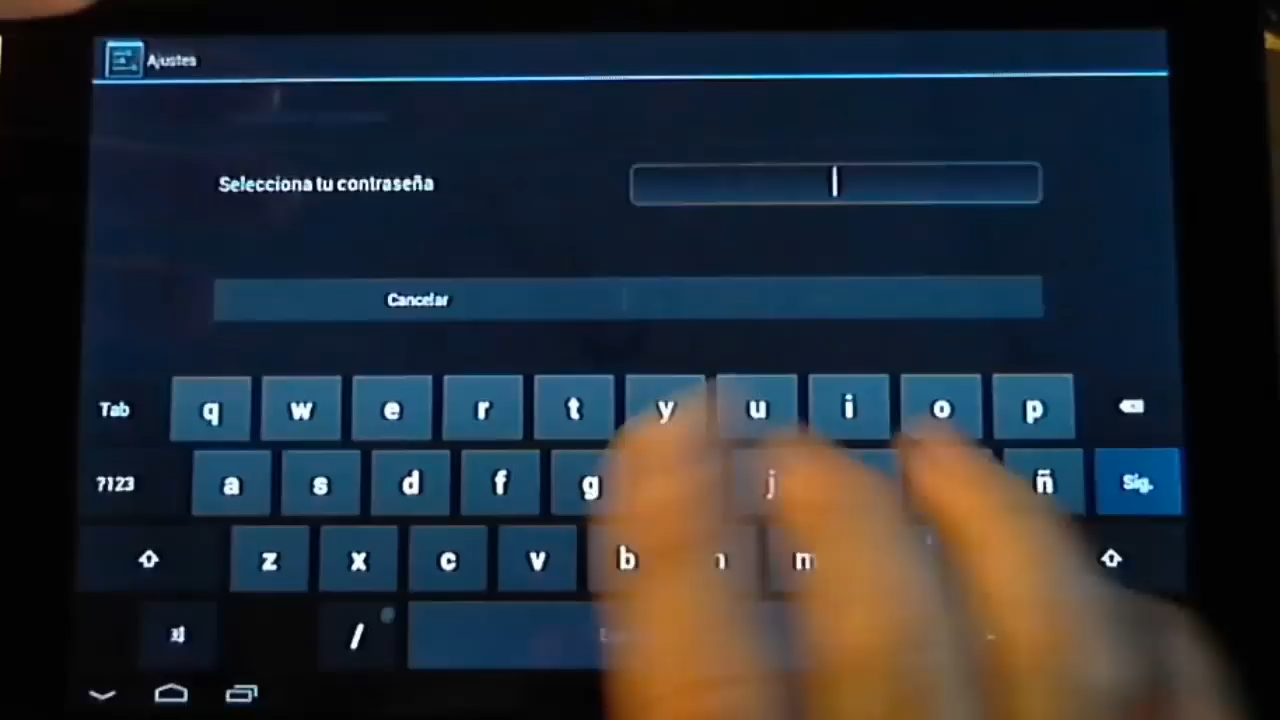 Ajustes
Selecciona tu contraseña
Cancelar
Tab q w e r t y u i o p
?123 a s d f g j ñ Sig.
z x c v b m
/